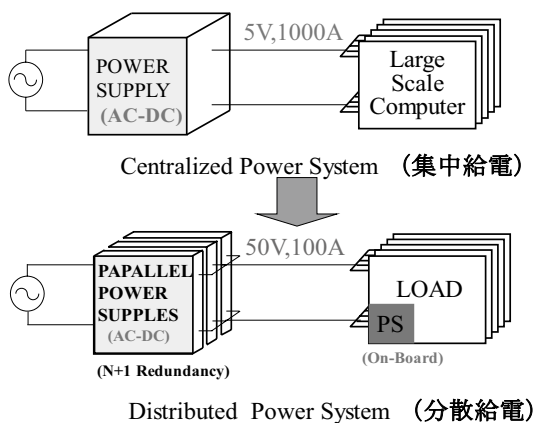 5V,1000A
POWER
SUPPLY
(AC-DC)
Large
Scale
Computer
Centralized Power System （集中給電）
50V,100A
PAPALLEL
POWER
SUPPLES
(AC-DC)
LOAD
PS
(N+1 Redundancy)
(On-Board)
Distributed Power System （分散給電）